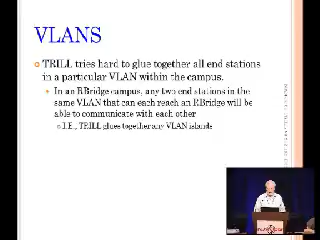 VLANS
TRILL tries hard to glue together all end stations
in a particular VLAN within the campus.
In an RBridge campus, any two end stations in the
same VLAN that can each reach an RBridge will be
able to communicate with each other
I.E., TRILL glues together any VLAN islands